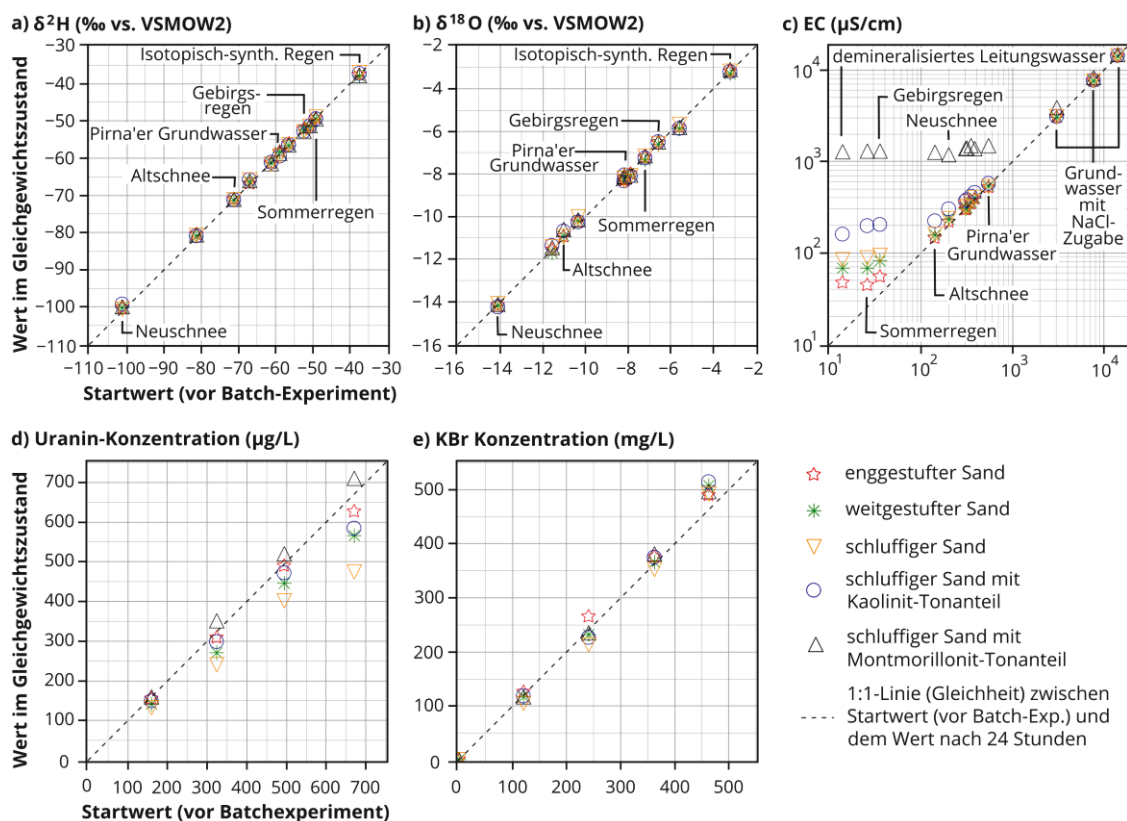 a) δ²H (‰ vs. VSMOW2)
b) δ¹⁸O (‰ vs. VSMOW2)
c) EC (µS/cm)
Wert im Gleichgewichtszustand
−30
−40
−50
−60
−70
−80
−90
−100
−110
Isotopisch-synth. Regen
Gebirgs-
regen
Pirna'er Grundwasser
Altschnee
Sommerregen
Neuschnee
−110 −100 −90 −80 −70 −60 −50 −40 −30
Startwert (vor Batch-Experiment)
−2
−4
−6
−8
−10
−12
−14
−16
Isotopisch-synth. Regen
Gebirgsregen
Pirna'er
Grundwasser
Sommerregen
Altschnee
Neuschnee
−16 −14 −12 −10 −8 −6 −4 −2
10⁴
10³
10²
10¹
demineralisiertes Leitungswasser
Gebirgsregen
Neuschnee
Grund-
wasser
mit
NaCl-
Zugabe
Pirna'er
Grundwasser
Altschnee
Sommerregen
10¹ 10² 10³ 10⁴
d) Uranin-Konzentration (µg/L)
e) KBr Konzentration (mg/L)
Wert im Gleichgewichtszustand
700
600
500
400
300
200
100
0
0 100 200 300 400 500 600 700
Startwert (vor Batchexperiment)
500
400
300
200
100
0
0 100 200 300 400 500
enggestufter Sand
weitgestufter Sand
schluffiger Sand
schluffiger Sand mit
Kaolinit-Tonanteil
schluffiger Sand mit
Montmorillonit-Tonanteil
1:1-Linie (Gleichheit) zwischen
Startwert (vor Batch-Exp.) und
dem Wert nach 24 Stunden